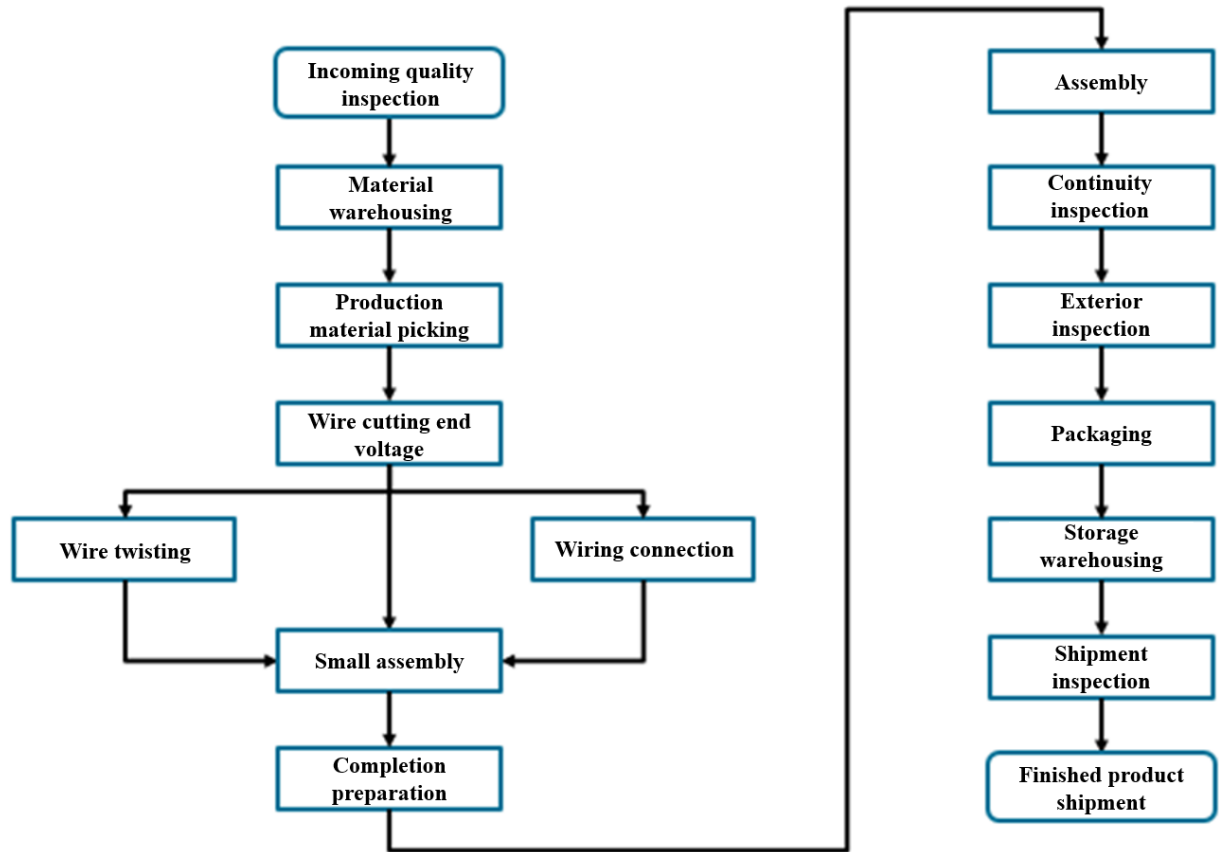 Incoming quality
inspection
Material
warehousing
Production
material picking
Wire cutting end
voltage
Wire twisting
Wiring connection
Small assembly
Completion
preparation
Assembly
Continuity
inspection
Exterior
inspection
Packaging
Storage
warehousing
Shipment
inspection
Finished product
shipment